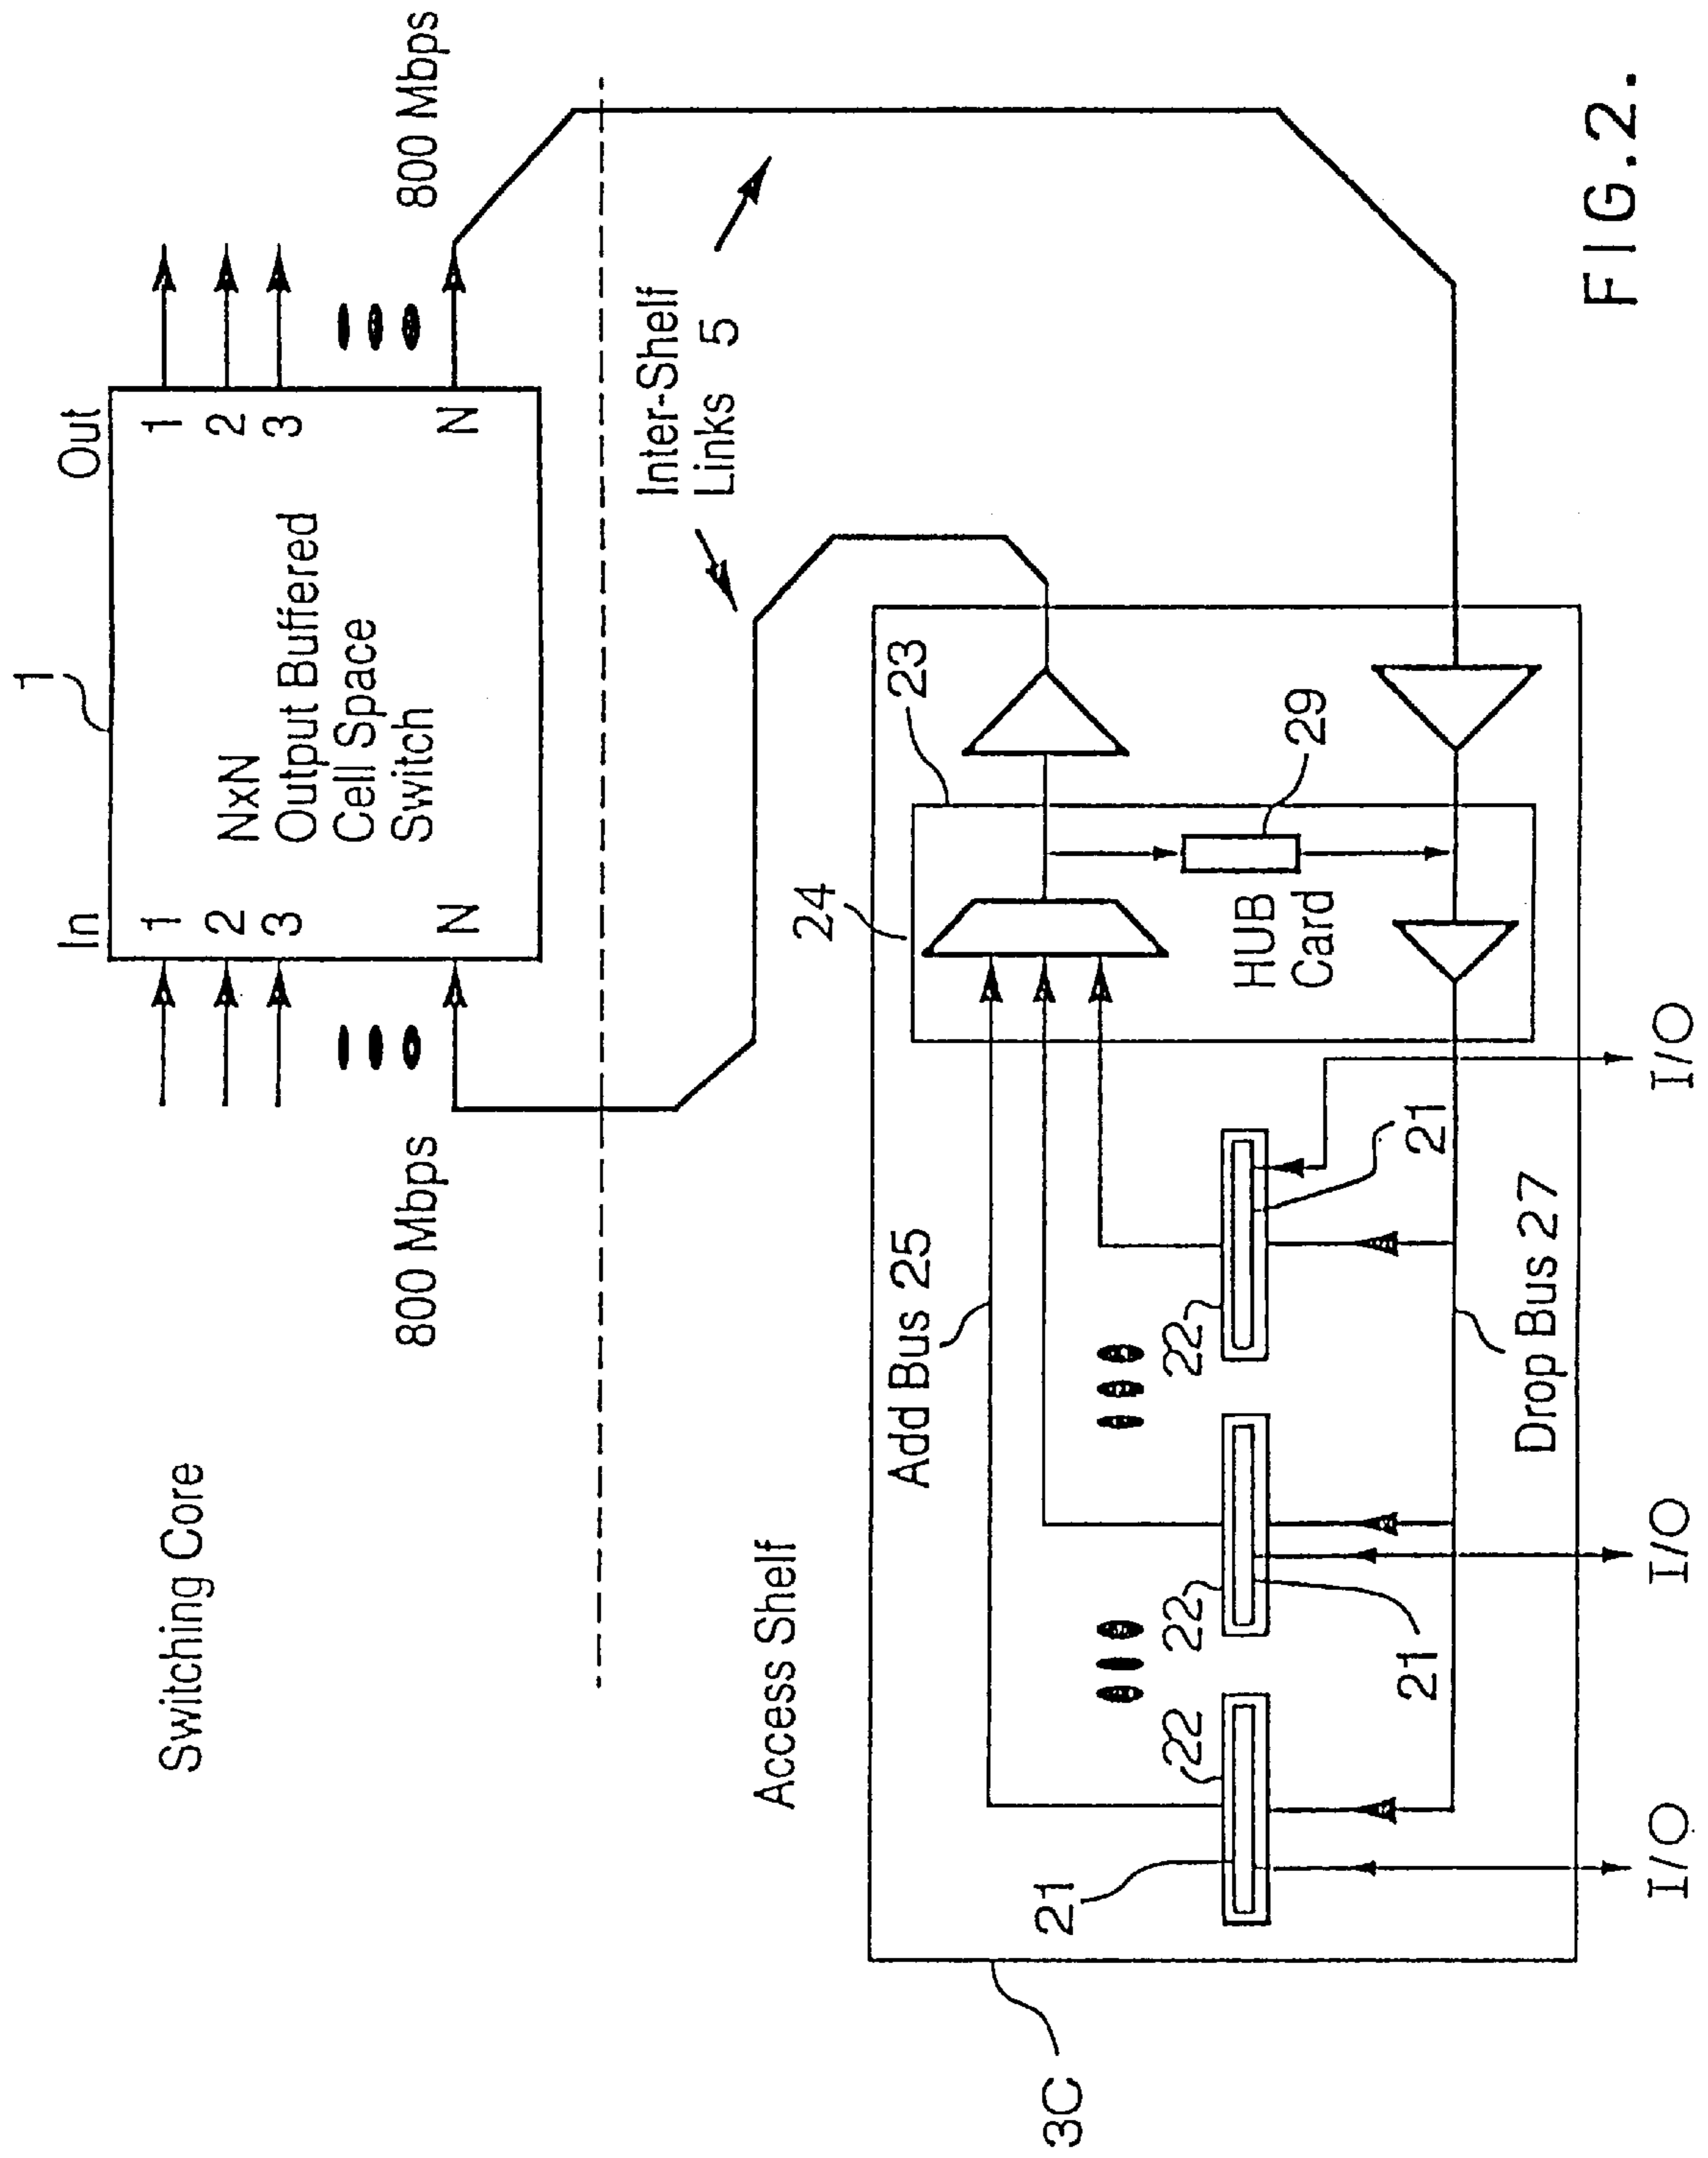 1
In
Out
1
2
3
N
NxN
Output Buffered
Cell Space
Switch
1
2
3
N
800 Mbps
800 Mbps
Switching Core
Inter-Shelf
Links 5
Access Shelf
3C
Add Bus 25
24
23
29
HUB
Card
21
22
22
22
21
21
Drop Bus 27
I/O
I/O
I/O
FIG.2.